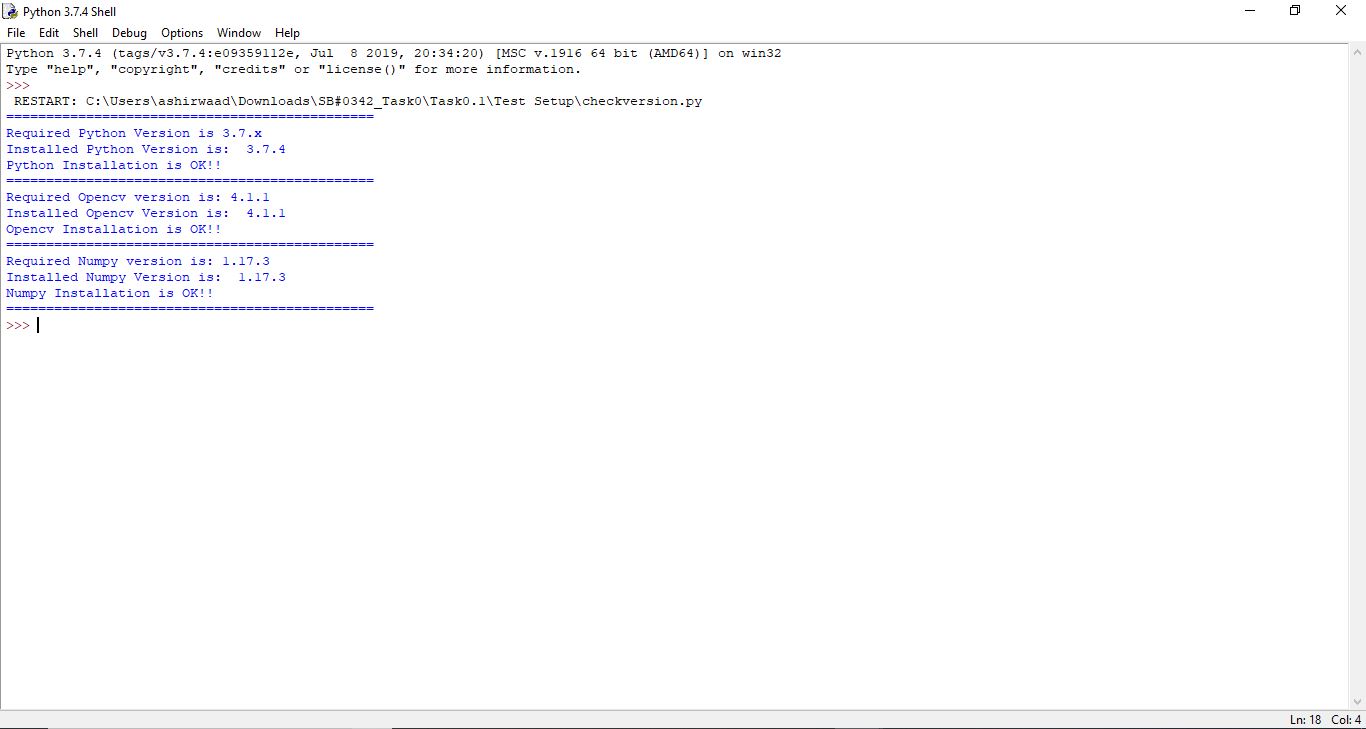 Python 3.7.4 Shell
File Edit Shell Debug Options Window Help
Python 3.7.4 (tags/v3.7.4:e09359112e, Jul  8 2019, 20:34:20) [MSC v.1916 64 bit (AMD64)] on win32
Type "help", "copyright", "credits" or "license()" for more information.
>>>
 RESTART: C:\Users\ashirwaad\Downloads\SB#0342_Task0\Task0.1\Test Setup\checkversion.py
==============================================
Required Python Version is 3.7.x
Installed Python Version is:  3.7.4
Python Installation is OK!!
==============================================
Required Opencv version is: 4.1.1
Installed Opencv Version is:  4.1.1
Opencv Installation is OK!!
==============================================
Required Numpy version is: 1.17.3
Installed Numpy Version is:  1.17.3
Numpy Installation is OK!!
==============================================
>>>
Ln: 18 Col: 4